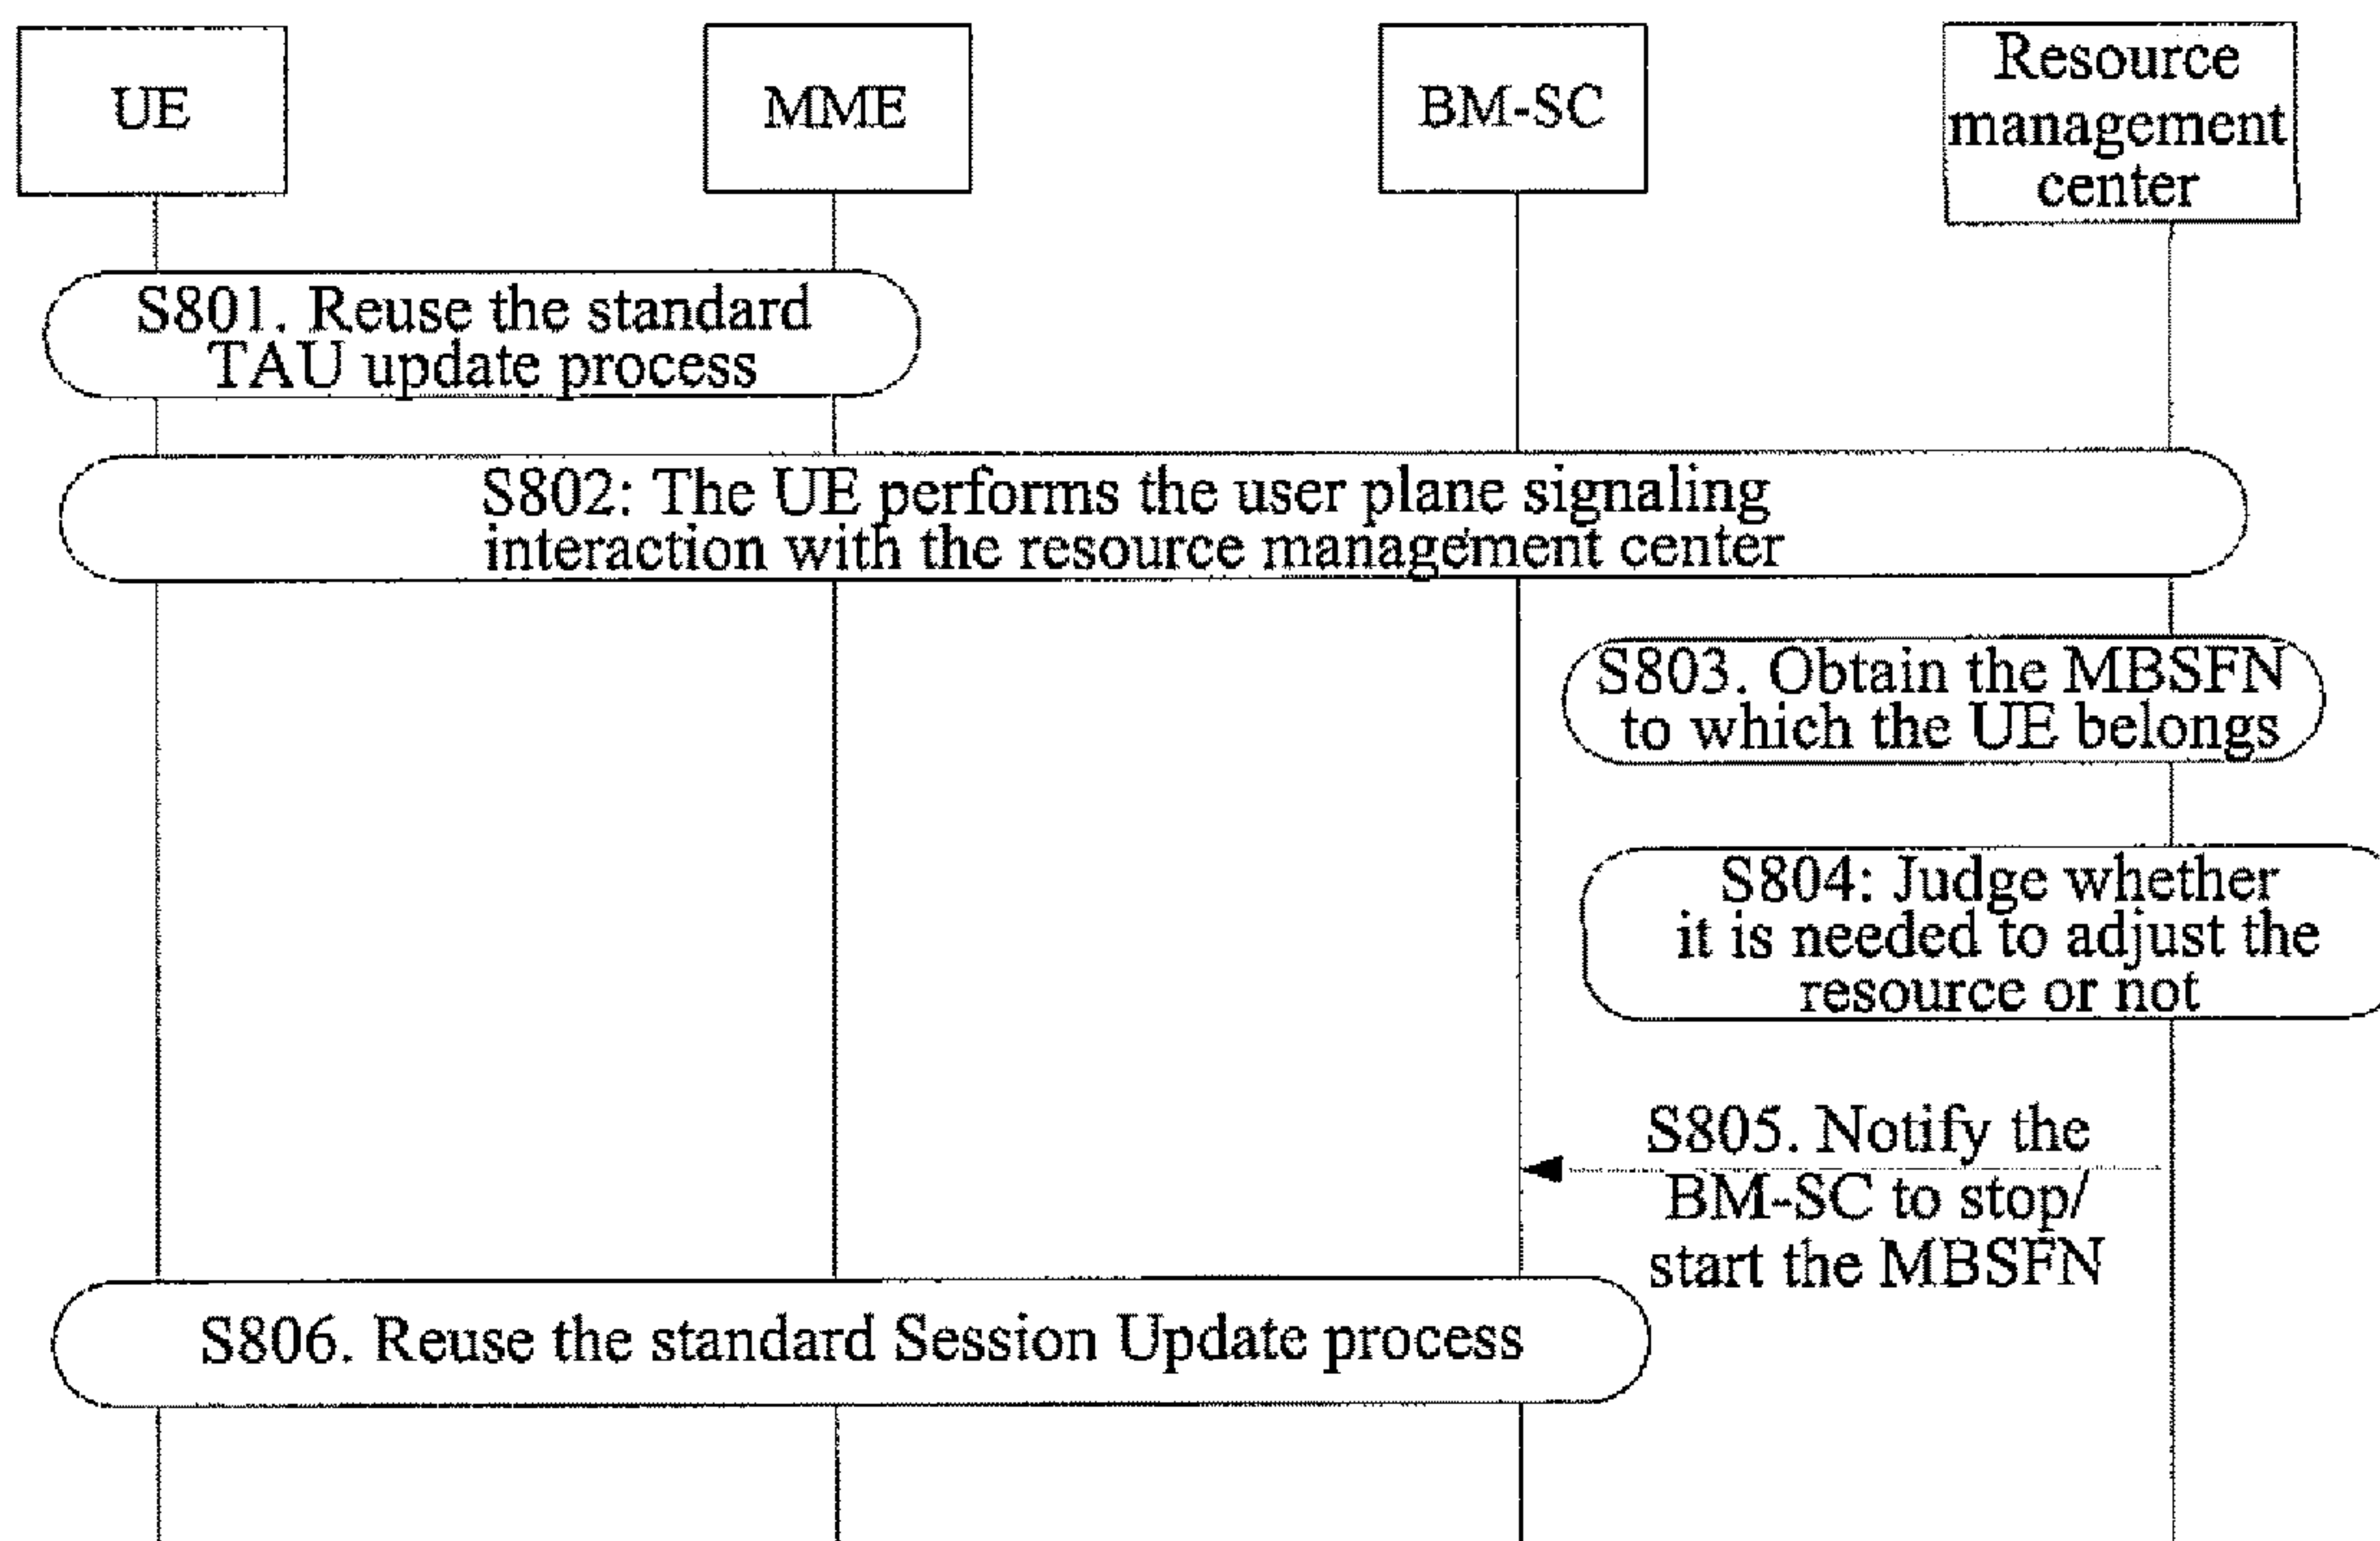 UE
MME
BM-SC
Resource
management
center
S801. Reuse the standard
TAU update process
S802: The UE performs the user plane signaling
interaction with the resource management center
S803. Obtain the MBSFN
to which the UE belongs
S804: Judge whether
it is needed to adjust the
resource or not
S805. Notify the
BM-SC to stop/
start the MBSFN
S806. Reuse the standard Session Update process